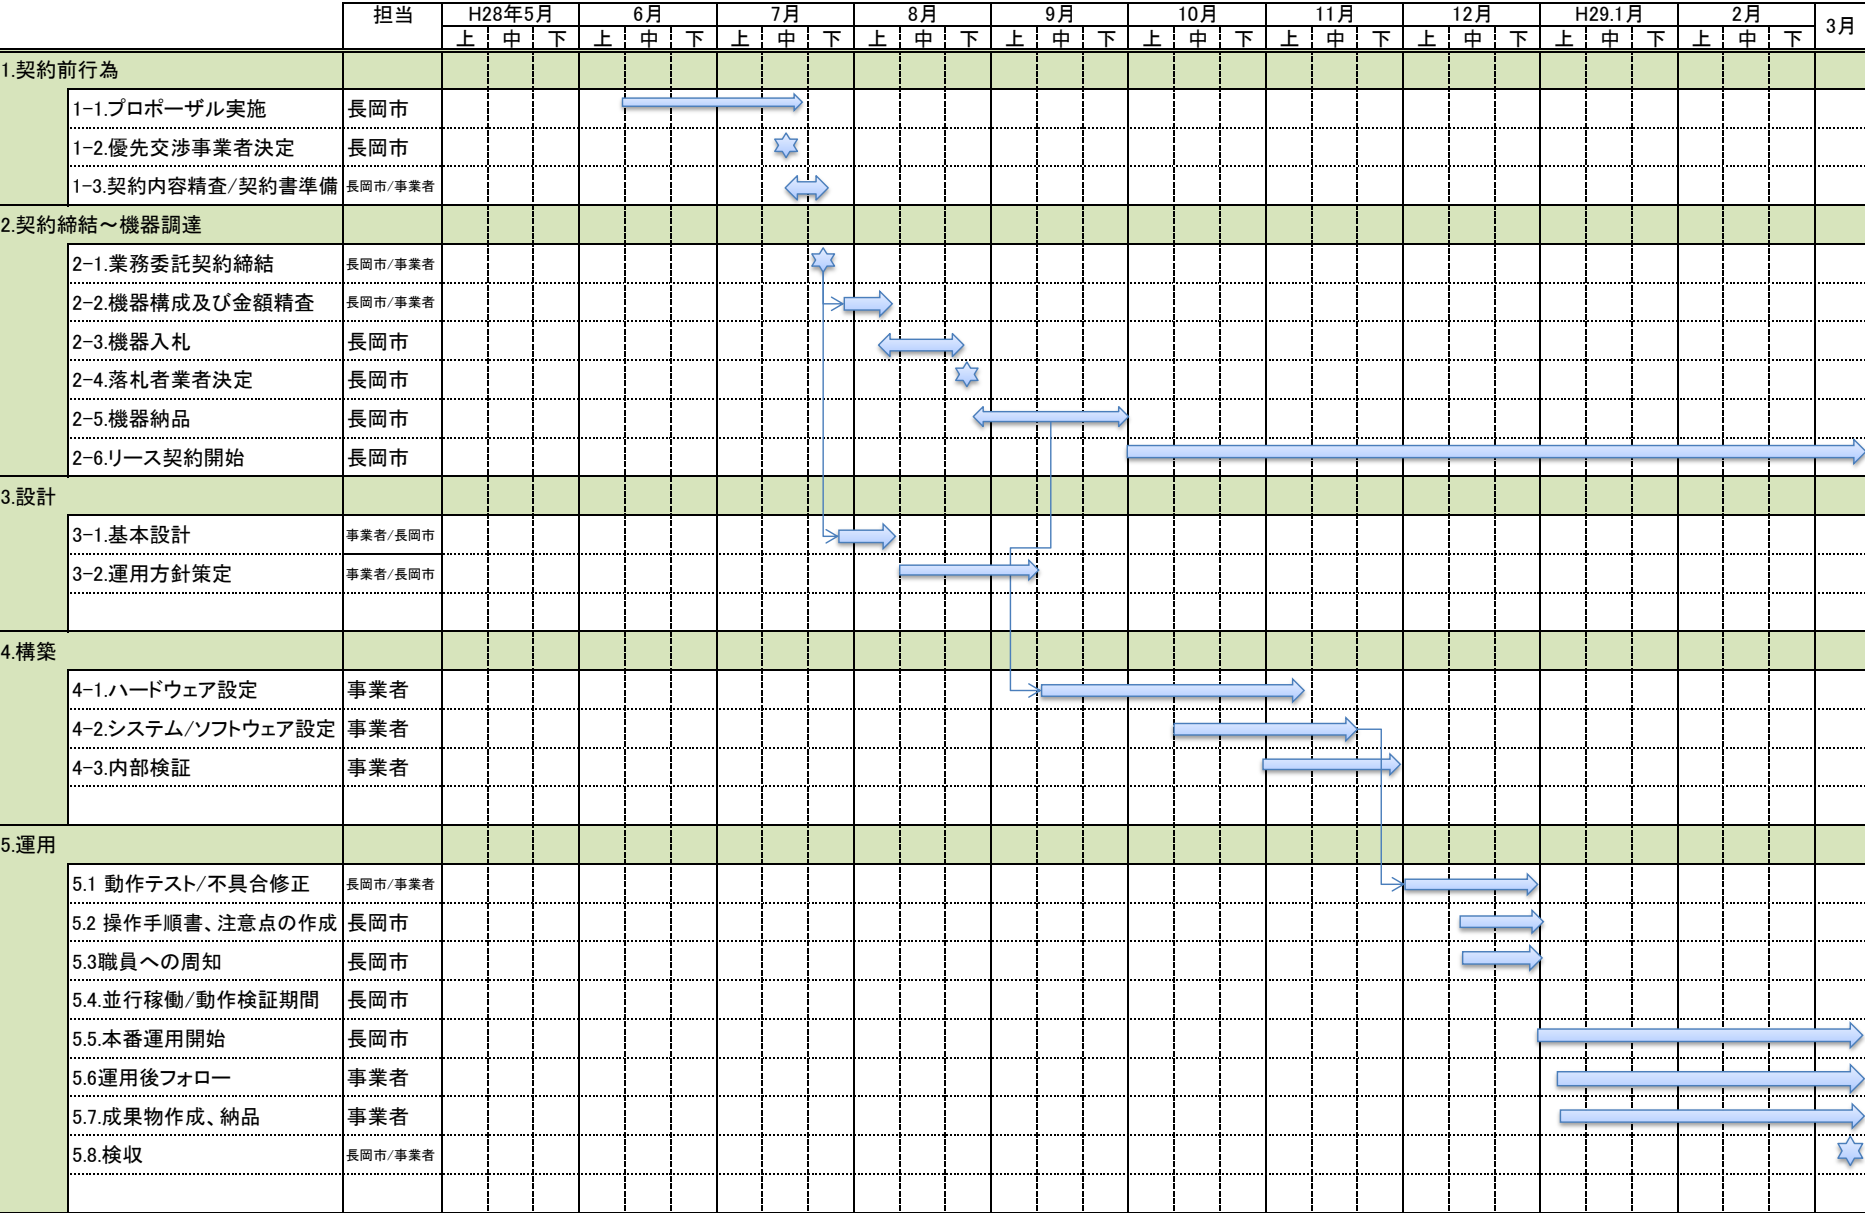 担当 H28年5月 6月 7月 8月 9月 10月 11月 12月 H29.1月 2月 3月
上 中 下 上 中 下 上 中 下 上 中 下 上 中 下 上 中 下 上 中 下 上 中 下 上 中 下 上 中 下
1.契約前行為
1-1.プロポーザル実施 長岡市
1-2.優先交渉事業者決定 長岡市
1-3.契約内容精査/契約書準備 長岡市/事業者
2.契約締結～機器調達
2-1.業務委託契約締結 長岡市/事業者
2-2.機器構成及び金額精査 長岡市/事業者
2-3.機器入札 長岡市
2-4.落札者業者決定 長岡市
2-5.機器納品 長岡市
2-6.リース契約開始 長岡市
3.設計
3-1.基本設計 事業者/長岡市
3-2.運用方針策定 事業者/長岡市
4.構築
4-1.ハードウェア設定 事業者
4-2.システム/ソフトウェア設定 事業者
4-3.内部検証 事業者
5.運用
5.1 動作テスト/不具合修正 長岡市/事業者
5.2 操作手順書、注意点の作成 長岡市
5.3職員への周知 長岡市
5.4.並行稼働/動作検証期間 長岡市
5.5.本番運用開始 長岡市
5.6運用後フォロー 事業者
5.7.成果物作成、納品 事業者
5.8.検収 長岡市/事業者